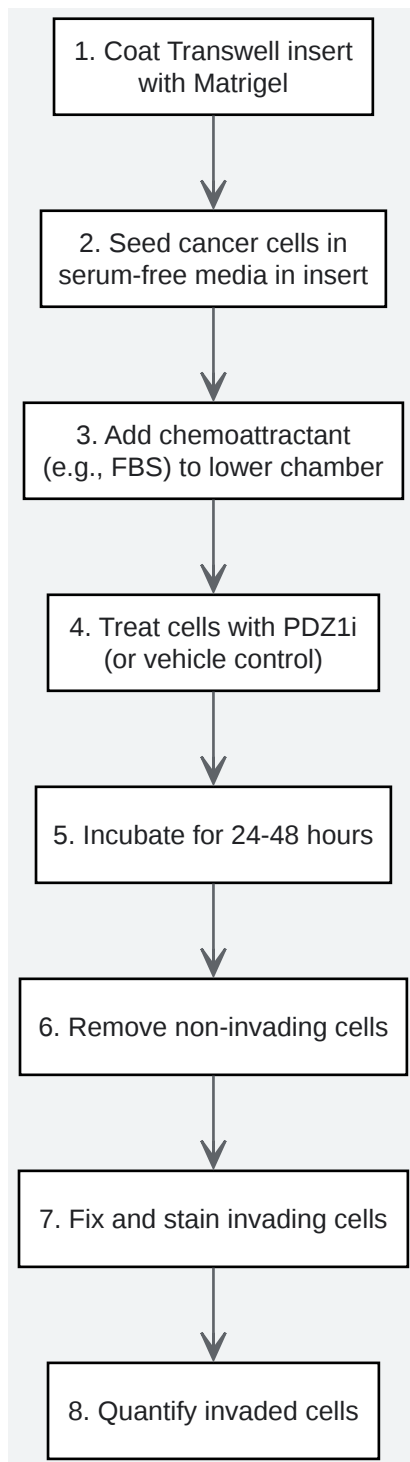 1. Coat Transwell insert
with Matrigel
2. Seed cancer cells in
serum-free media in insert
3. Add chemoattractant
(e.g., FBS) to lower chamber
4. Treat cells with PDZ1i
(or vehicle control)
5. Incubate for 24-48 hours
6. Remove non-invading cells
7. Fix and stain invading cells
8. Quantify invaded cells